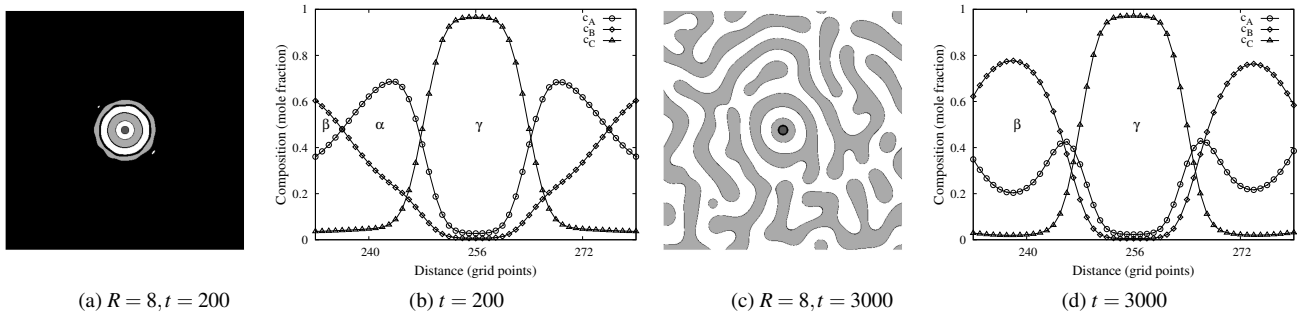 1
0.8
0.6
0.4
0.2
0
Composition (mole fraction)
240
256
272
Distance (grid points)
c_A
c_B
c_C
β
α
γ
1
0.8
0.6
0.4
0.2
0
Composition (mole fraction)
240
256
272
Distance (grid points)
c_A
c_B
c_C
β
γ
(a) R = 8, t = 200
(b) t = 200
(c) R = 8, t = 3000
(d) t = 3000